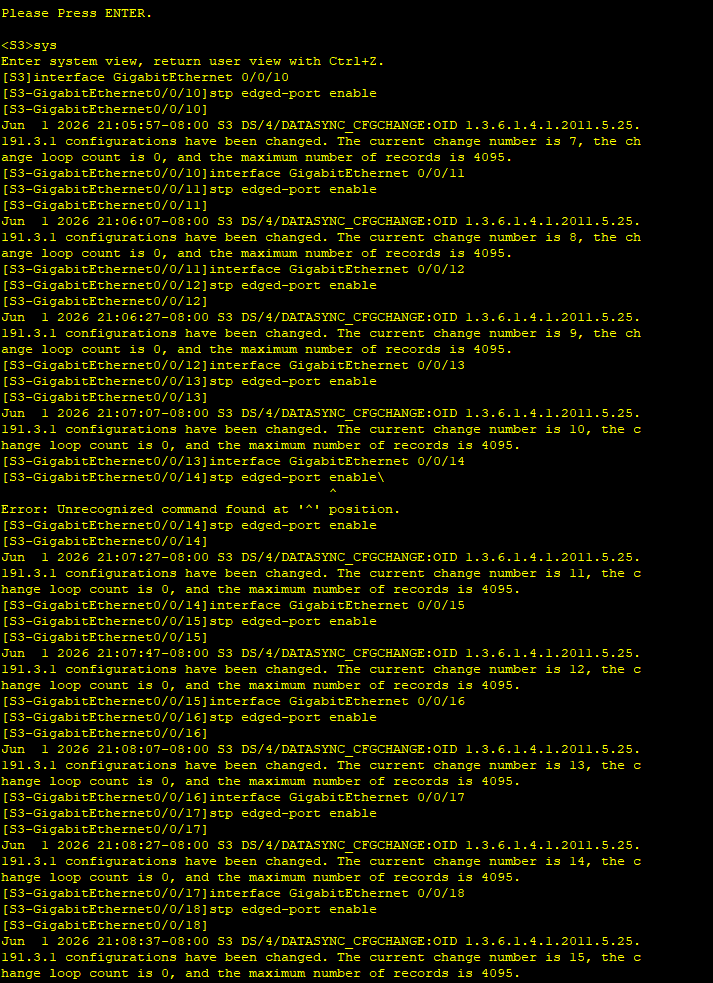 Please Press ENTER.
<S3>sys
Enter system view, return user view with Ctrl+Z.
[S3]interface GigabitEthernet 0/0/10
[S3-GigabitEthernet0/0/10]stp edged-port enable
[S3-GigabitEthernet0/0/10]
Jun  1 2026 21:05:57-08:00 S3 DS/4/DATASYNC_CFGCHANGE:OID 1.3.6.1.4.1.2011.5.25.
191.3.1 configurations have been changed. The current change number is 7, the ch
ange loop count is 0, and the maximum number of records is 4095.
[S3-GigabitEthernet0/0/10]interface GigabitEthernet 0/0/11
[S3-GigabitEthernet0/0/11]stp edged-port enable
[S3-GigabitEthernet0/0/11]
Jun  1 2026 21:06:07-08:00 S3 DS/4/DATASYNC_CFGCHANGE:OID 1.3.6.1.4.1.2011.5.25.
191.3.1 configurations have been changed. The current change number is 8, the ch
ange loop count is 0, and the maximum number of records is 4095.
[S3-GigabitEthernet0/0/11]interface GigabitEthernet 0/0/12
[S3-GigabitEthernet0/0/12]stp edged-port enable
[S3-GigabitEthernet0/0/12]
Jun  1 2026 21:06:27-08:00 S3 DS/4/DATASYNC_CFGCHANGE:OID 1.3.6.1.4.1.2011.5.25.
191.3.1 configurations have been changed. The current change number is 9, the ch
ange loop count is 0, and the maximum number of records is 4095.
[S3-GigabitEthernet0/0/12]interface GigabitEthernet 0/0/13
[S3-GigabitEthernet0/0/13]stp edged-port enable
[S3-GigabitEthernet0/0/13]
Jun  1 2026 21:07:07-08:00 S3 DS/4/DATASYNC_CFGCHANGE:OID 1.3.6.1.4.1.2011.5.25.
191.3.1 configurations have been changed. The current change number is 10, the c
hange loop count is 0, and the maximum number of records is 4095.
[S3-GigabitEthernet0/0/13]interface GigabitEthernet 0/0/14
[S3-GigabitEthernet0/0/14]stp edged-port enable\
^
Error: Unrecognized command found at '^' position.
[S3-GigabitEthernet0/0/14]stp edged-port enable
[S3-GigabitEthernet0/0/14]
Jun  1 2026 21:07:27-08:00 S3 DS/4/DATASYNC_CFGCHANGE:OID 1.3.6.1.4.1.2011.5.25.
191.3.1 configurations have been changed. The current change number is 11, the c
hange loop count is 0, and the maximum number of records is 4095.
[S3-GigabitEthernet0/0/14]interface GigabitEthernet 0/0/15
[S3-GigabitEthernet0/0/15]stp edged-port enable
[S3-GigabitEthernet0/0/15]
Jun  1 2026 21:07:47-08:00 S3 DS/4/DATASYNC_CFGCHANGE:OID 1.3.6.1.4.1.2011.5.25.
191.3.1 configurations have been changed. The current change number is 12, the c
hange loop count is 0, and the maximum number of records is 4095.
[S3-GigabitEthernet0/0/15]interface GigabitEthernet 0/0/16
[S3-GigabitEthernet0/0/16]stp edged-port enable
[S3-GigabitEthernet0/0/16]
Jun  1 2026 21:08:07-08:00 S3 DS/4/DATASYNC_CFGCHANGE:OID 1.3.6.1.4.1.2011.5.25.
191.3.1 configurations have been changed. The current change number is 13, the c
hange loop count is 0, and the maximum number of records is 4095.
[S3-GigabitEthernet0/0/16]interface GigabitEthernet 0/0/17
[S3-GigabitEthernet0/0/17]stp edged-port enable
[S3-GigabitEthernet0/0/17]
Jun  1 2026 21:08:27-08:00 S3 DS/4/DATASYNC_CFGCHANGE:OID 1.3.6.1.4.1.2011.5.25.
191.3.1 configurations have been changed. The current change number is 14, the c
hange loop count is 0, and the maximum number of records is 4095.
[S3-GigabitEthernet0/0/17]interface GigabitEthernet 0/0/18
[S3-GigabitEthernet0/0/18]stp edged-port enable
[S3-GigabitEthernet0/0/18]
Jun  1 2026 21:08:37-08:00 S3 DS/4/DATASYNC_CFGCHANGE:OID 1.3.6.1.4.1.2011.5.25.
191.3.1 configurations have been changed. The current change number is 15, the c
hange loop count is 0, and the maximum number of records is 4095.